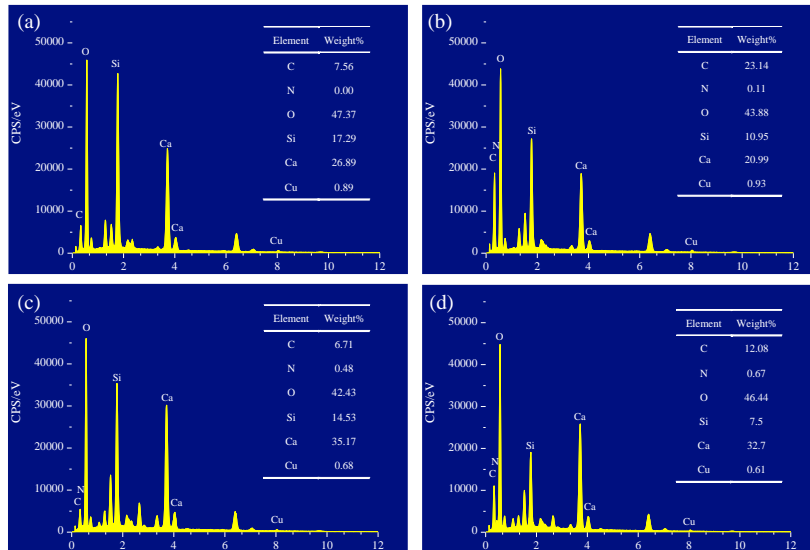 (a)
Element Weight%
C 7.56
N 0.00
O 47.37
Si 17.29
Ca 26.89
Cu 0.89
O
Si
Ca
C
Ca
Cu
CPS/eV
50000
40000
30000
20000
10000
0
0 2 4 6 8 10 12
(b)
Element Weight%
C 23.14
N 0.11
O 43.88
Si 10.95
Ca 20.99
Cu 0.93
O
Si
N
C
Ca
Ca
Cu
CPS/eV
50000
40000
30000
20000
10000
0
0 2 4 6 8 10 12
(c)
Element Weight%
C 6.71
N 0.48
O 42.43
Si 14.53
Ca 35.17
Cu 0.68
O
Si
Ca
N
C
Ca
Cu
CPS/eV
50000
40000
30000
20000
10000
0
0 2 4 6 8 10 12
(d)
Element Weight%
C 12.08
N 0.67
O 46.44
Si 7.5
Ca 32.7
Cu 0.61
O
Ca
Si
N
C
Ca
Cu
CPS/eV
50000
40000
30000
20000
10000
0
0 2 4 6 8 10 12